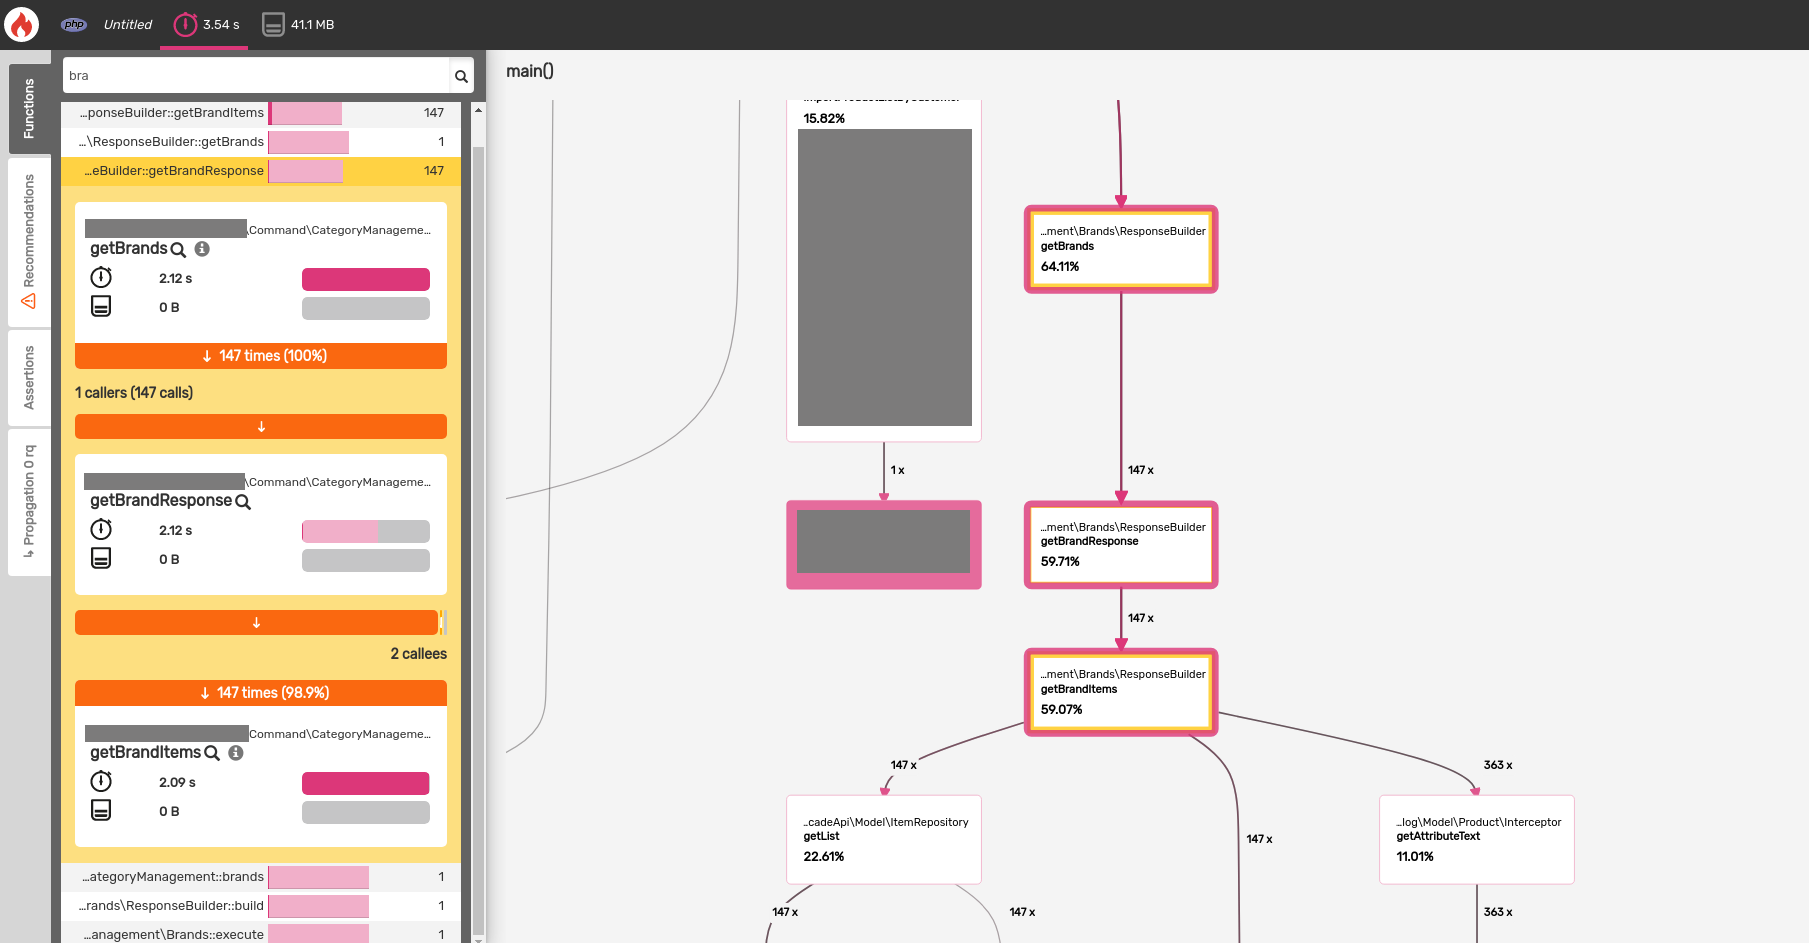 php
Untitled
3.54 s
41.1 MB
bra
Functions
Recommendations
Assertions
↳ Propagation 0 rq
…ponseBuilder::getBrandItems 147
…\ResponseBuilder::getBrands 1
…eBuilder::getBrandResponse 147
\Command\CategoryManageme…
getBrands
2.12 s
0 B
↓ 147 times (100%)
1 callers (147 calls)
↓
\Command\CategoryManageme…
getBrandResponse
2.12 s
0 B
↓
2 callees
↓ 147 times (98.9%)
Command\CategoryManageme…
getBrandItems
2.09 s
0 B
…ategoryManagement::brands 1
…rands\ResponseBuilder::build 1
…anagement\Brands::execute 1
main()
15.82%
1 x
…ment\Brands\ResponseBuilder
getBrands
64.11%
147 x
…ment\Brands\ResponseBuilder
getBrandResponse
59.71%
147 x
…ment\Brands\ResponseBuilder
getBrandItems
59.07%
147 x
363 x
147 x
…cadeApi\Model\ItemRepository
getList
22.61%
…log\Model\Product\Interceptor
getAttributeText
11.01%
147 x
147 x
363 x